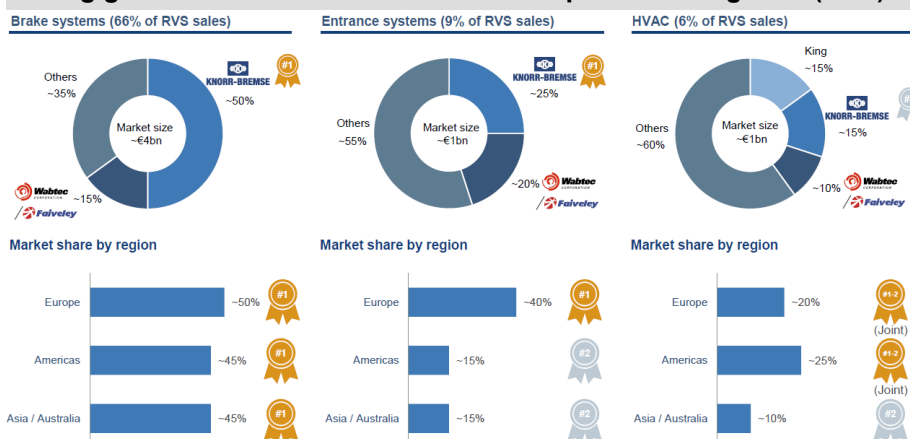 Brake systems (66% of RVS sales)
Others
~35%
Market size
~€4bn
KNORR-BREMSE
#1
~50%
~15%
Wabtec
CORPORATION
Faiveley
Entrance systems (9% of RVS sales)
Others
~55%
Market size
~€1bn
KNORR-BREMSE
#1
~25%
~20%
Wabtec
CORPORATION
Faiveley
HVAC (6% of RVS sales)
King
~15%
Others
~60%
Market size
~€1bn
KNORR-BREMSE
~15%
~10%
Wabtec
CORPORATION
Faiveley
Market share by region
Europe
~50%
#1
Americas
~45%
#1
Asia / Australia
~45%
#1
Market share by region
Europe
~40%
#1
Americas
~15%
#2
Asia / Australia
~15%
#2
Market share by region
Europe
~20%
#1-2
(Joint)
Americas
~25%
#1-2
(Joint)
Asia / Australia
~10%
#2